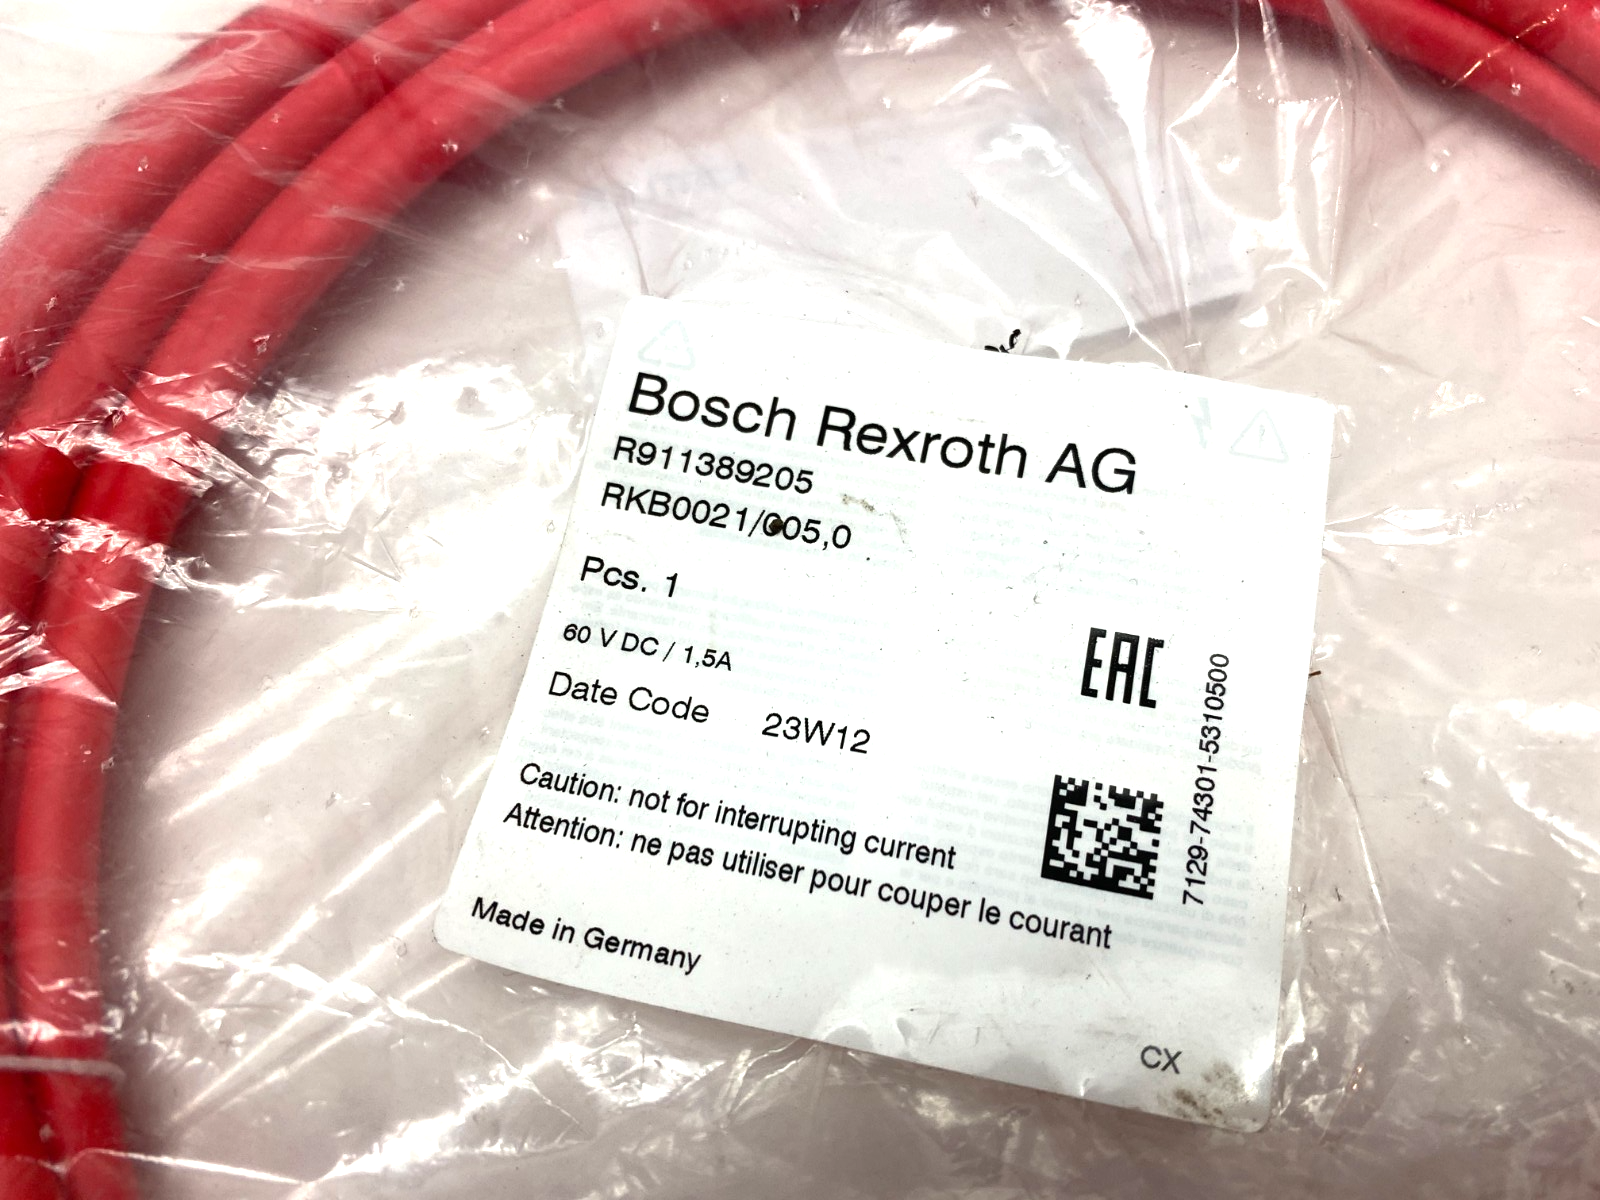 Bosch Rexroth AG
R911389205
RKB0021/005,0
Pcs. 1
60 V DC / 1,5A
Date Code 23W12
EAC
7129-74301-5310500
Caution: not for interrupting current
Attention: ne pas utiliser pour couper le courant
Made in Germany
CX